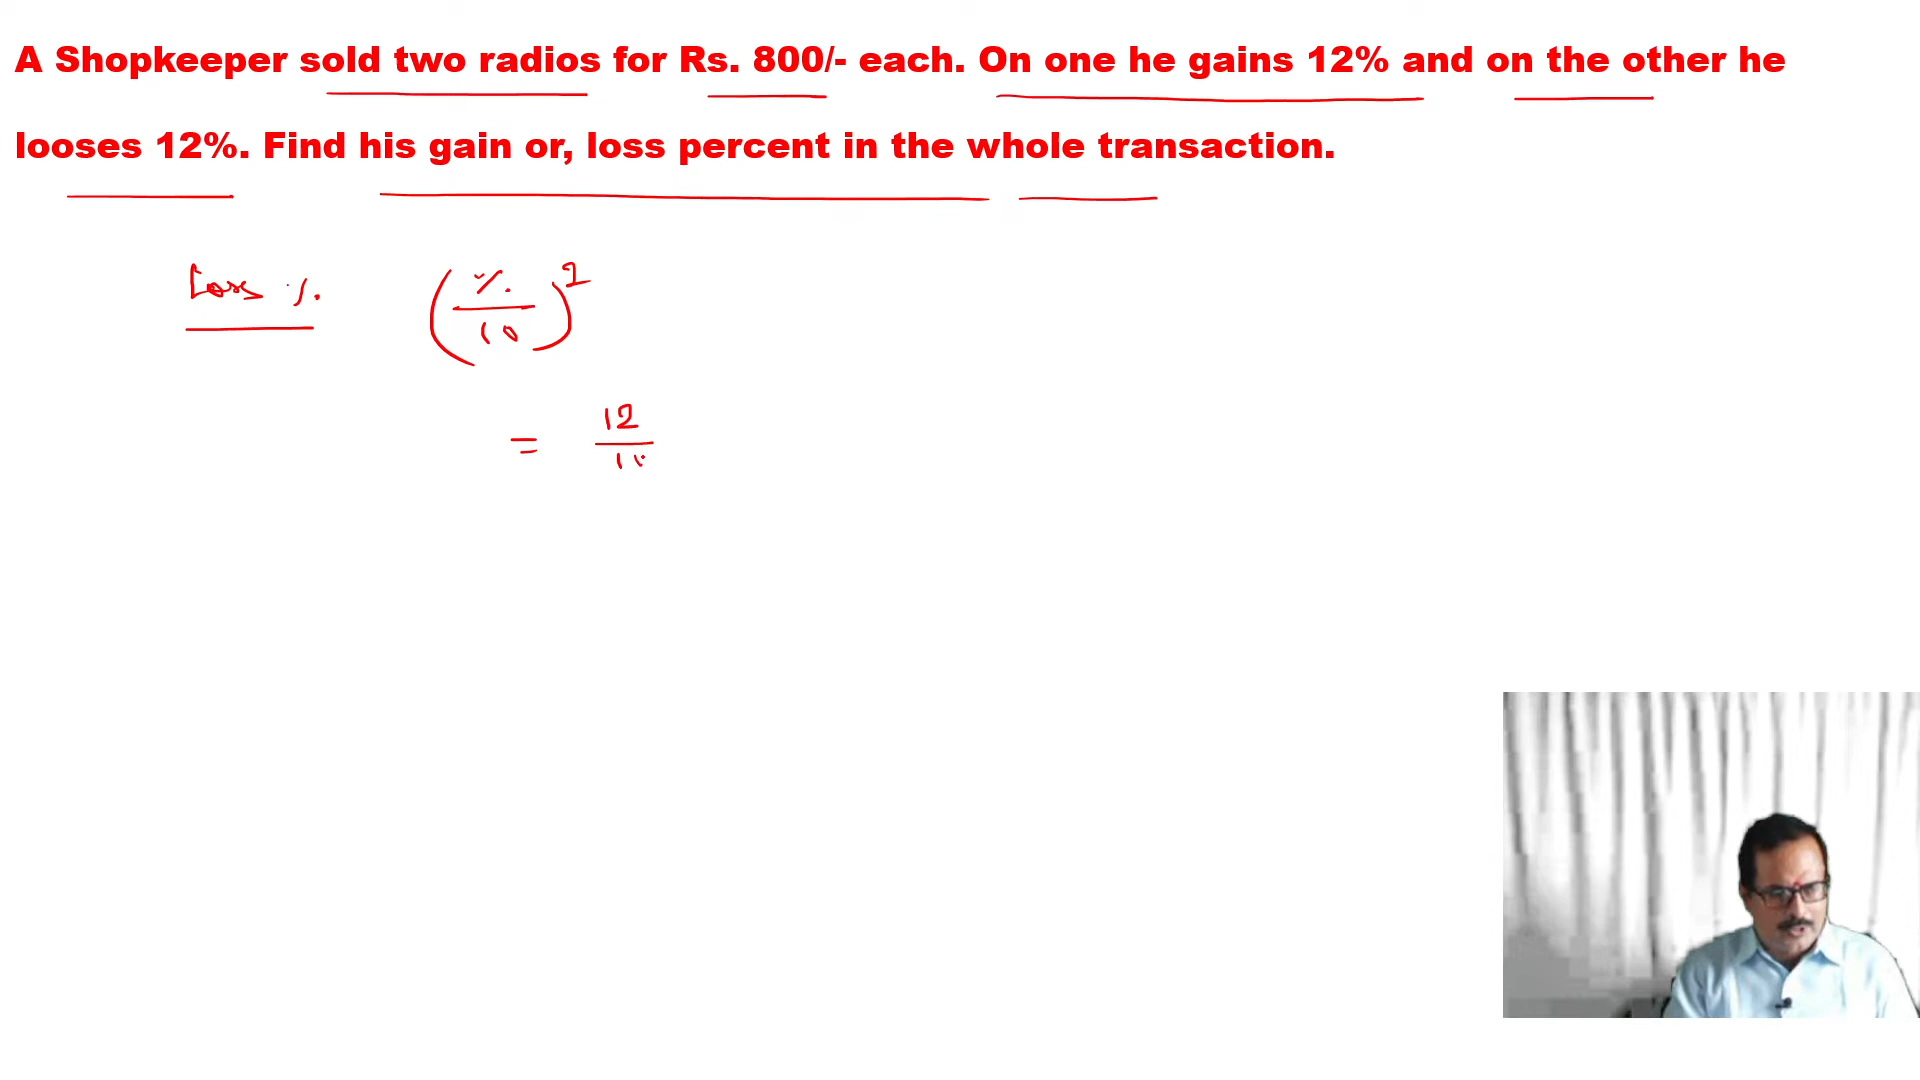 A Shopkeeper sold two radios for Rs. 800/- each. On one he gains 12% and on the other he
looses 12%. Find his gain or, loss percent in the whole transaction.
Loss %. (%/10)²
= 12/10